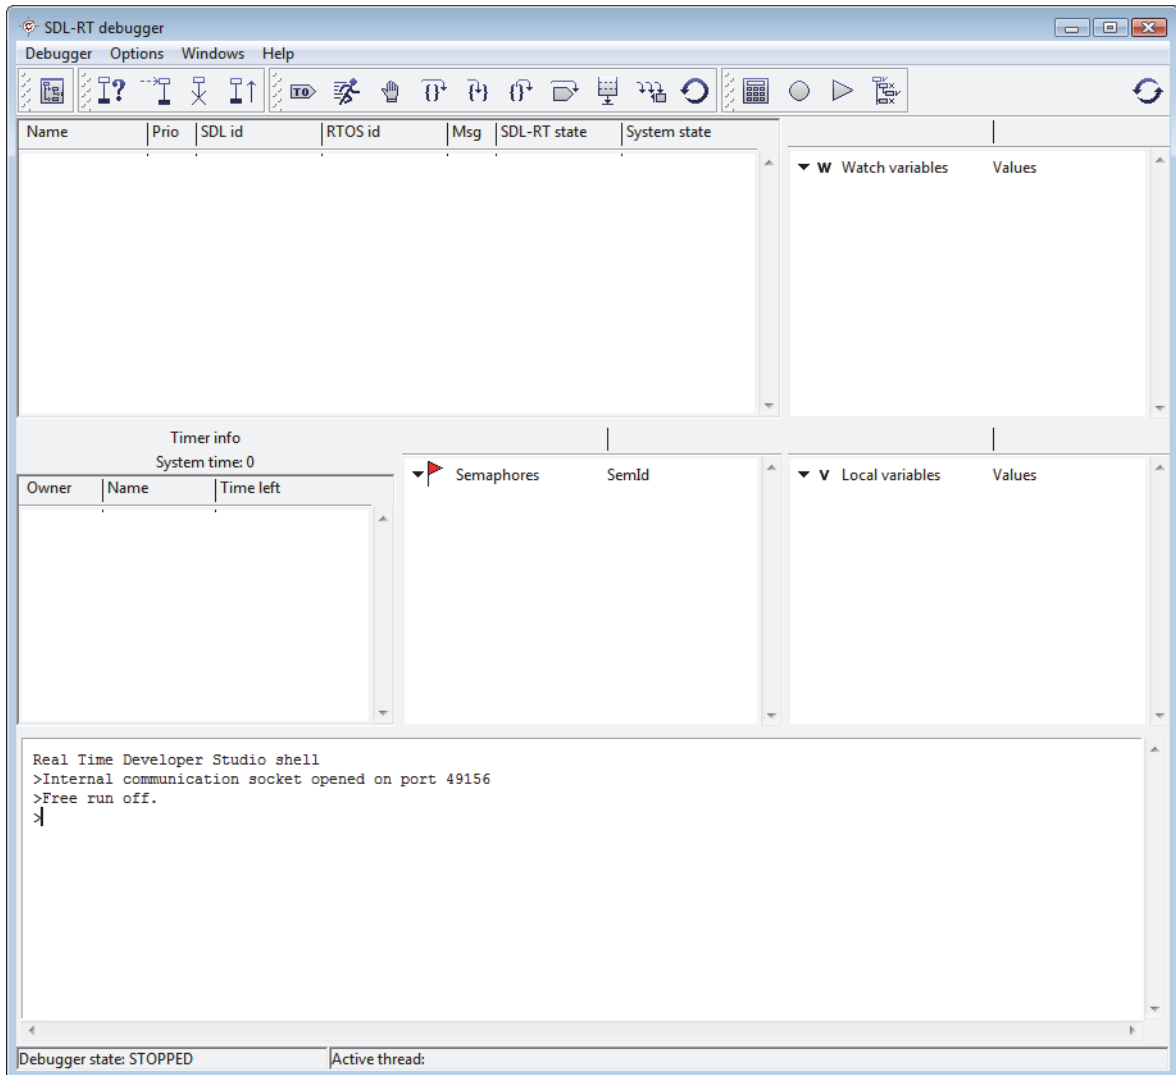 SDL-RT debugger
Debugger Options Windows Help
I? TO
Name Prio SDL id RTOS id Msg SDL-RT state System state
W Watch variables Values
Timer info
System time: 0
Owner Name Time left
Semaphores SemId
V Local variables Values
Real Time Developer Studio shell
>Internal communication socket opened on port 49156
>Free run off.
>
Debugger state: STOPPED Active thread: